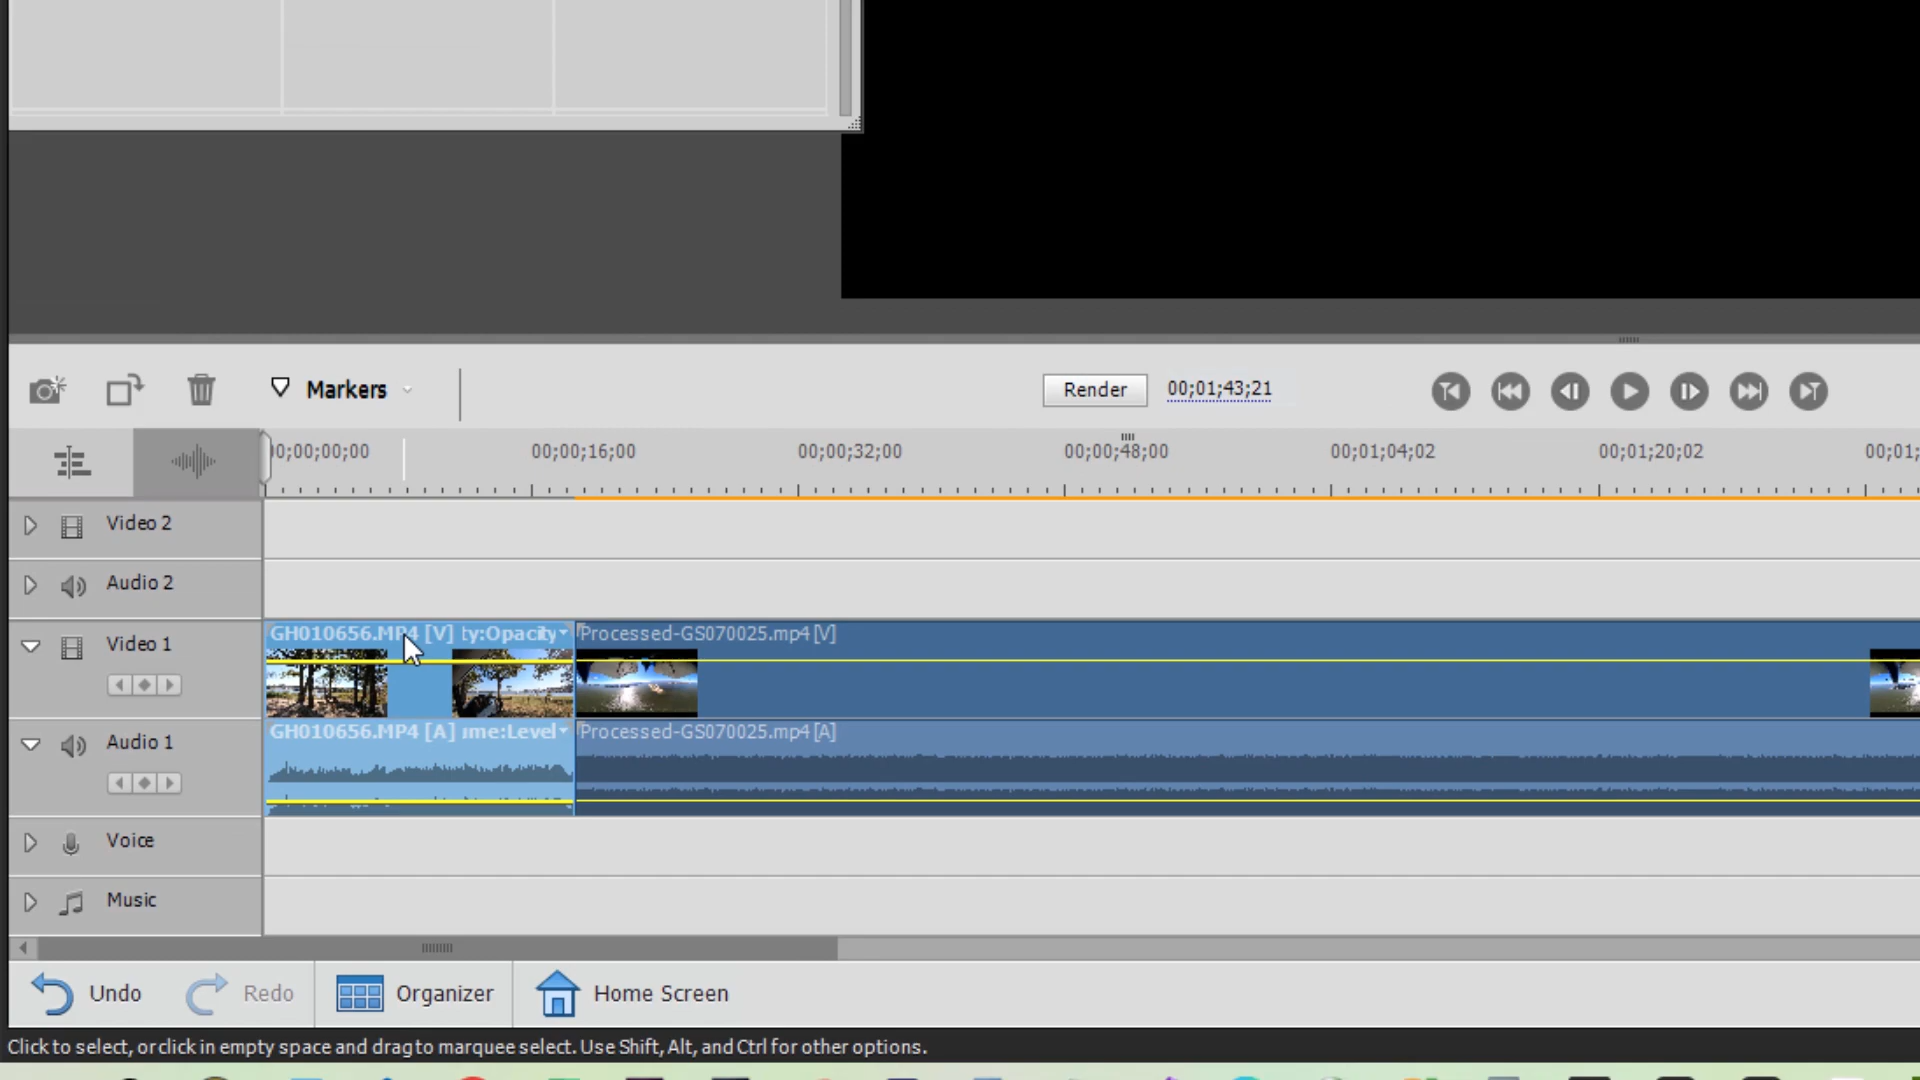 Markers
Render
00;01;43;21
00;00;00
00;00;16;00
00;00;32;00
00;00;48;00
00;01;04;02
00;01;20;02
00;01;
Video 2
Audio 2
Video 1
GH010656.MP4 [V] ty:Opacity
Processed-GS070025.mp4 [V]
Audio 1
GH010656.MP4 [A] ume:Level
Processed-GS070025.mp4 [A]
Voice
Music
Undo
Redo
Organizer
Home Screen
Click to select, or click in empty space and drag to marquee select. Use Shift, Alt, and Ctrl for other options.